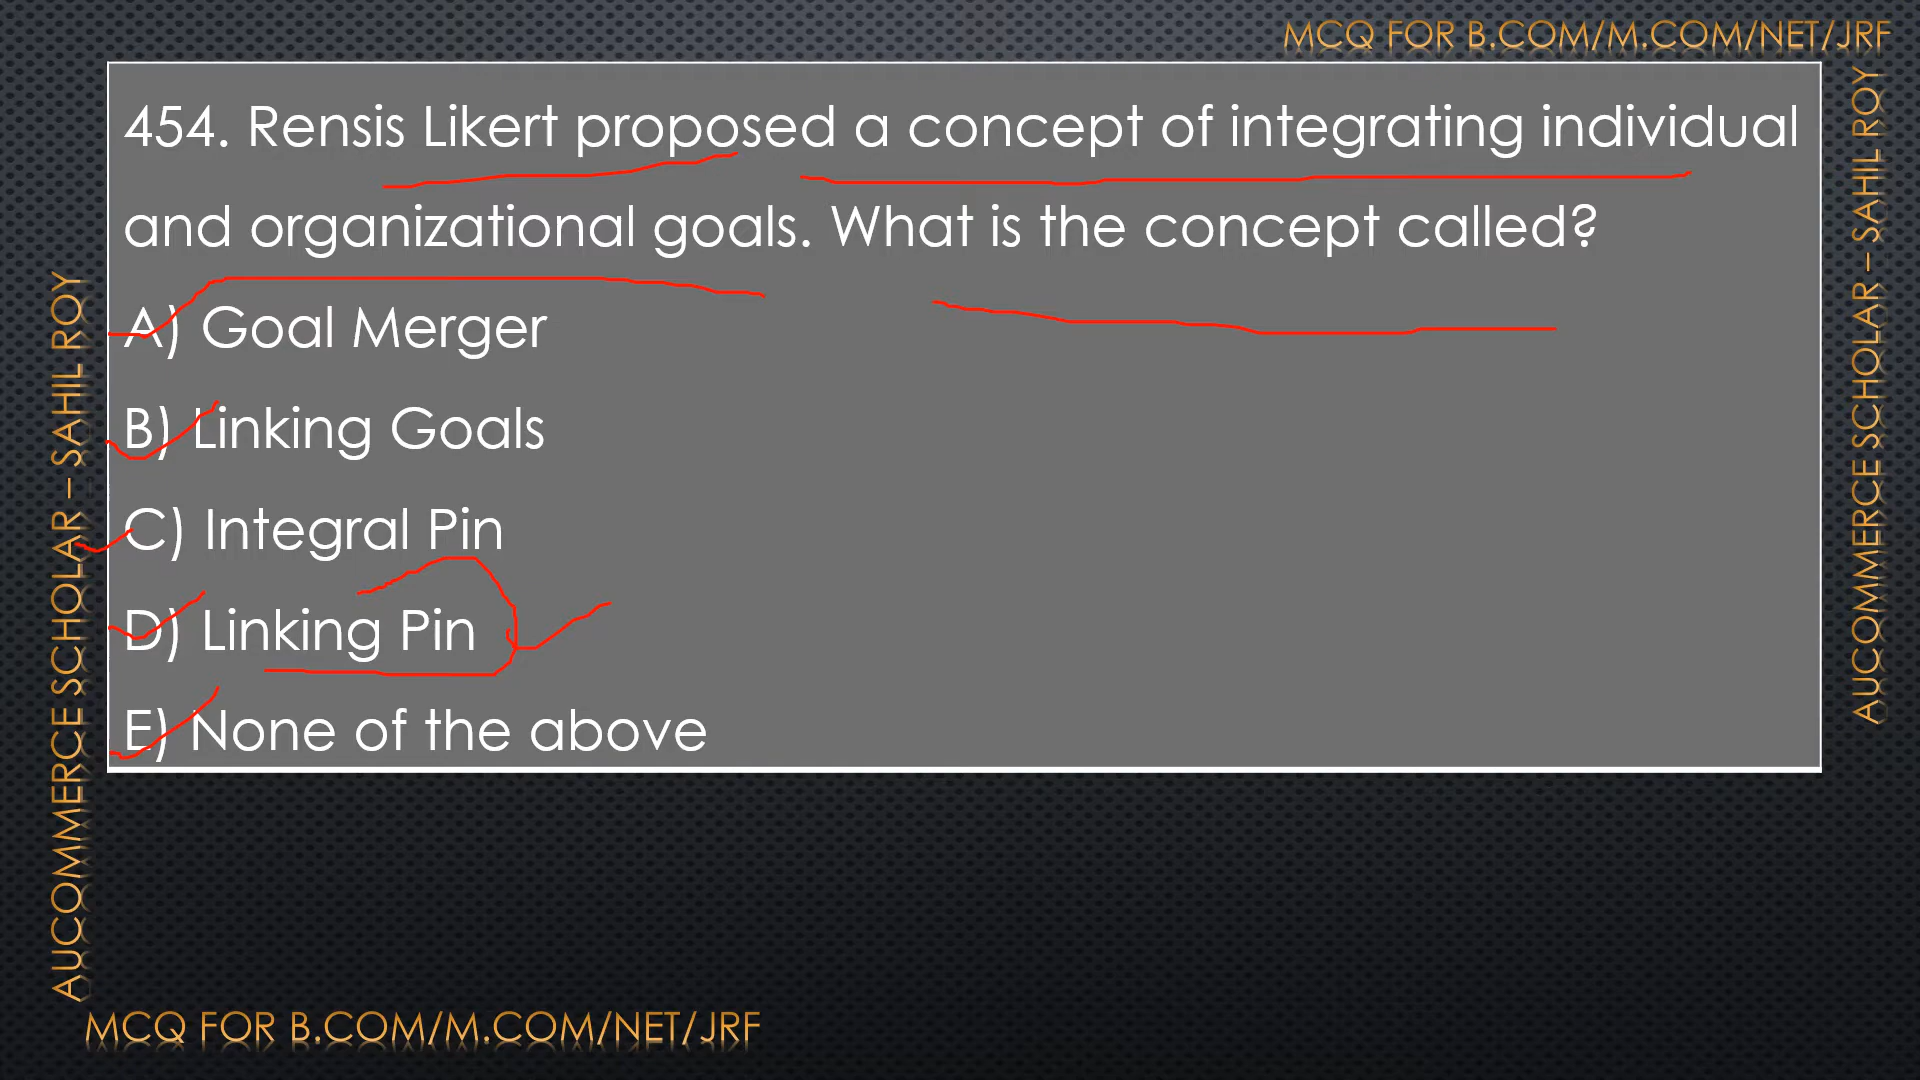 MCQ FOR B.COM/M.COM/NET/JRF
454. Rensis Likert proposed a concept of integrating individual
and organizational goals. What is the concept called?
A) Goal Merger
B) Linking Goals
C) Integral Pin
D) Linking Pin
E) None of the above
AUCOMMERCE SCHOLAR – SAHIL ROY
AUCOMMERCE SCHOLAR – SAHIL ROY
MCQ FOR B.COM/M.COM/NET/JRF